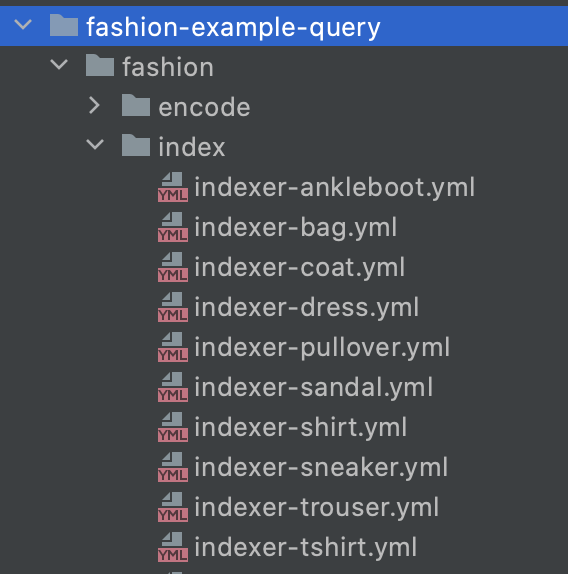 fashion-example-query
fashion
encode
index
YML indexer-ankleboot.yml
YML indexer-bag.yml
YML indexer-coat.yml
YML indexer-dress.yml
YML indexer-pullover.yml
YML indexer-sandal.yml
YML indexer-shirt.yml
YML indexer-sneaker.yml
YML indexer-trouser.yml
YML indexer-tshirt.yml